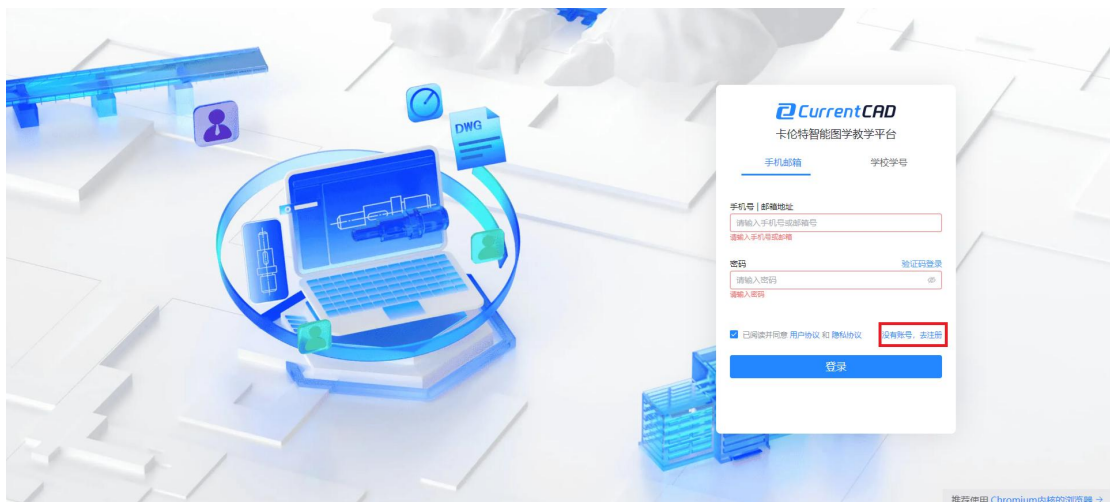 DWG
CurrentCAD
卡伦特智能图学教学平台
手机邮箱 学校学号
手机号 | 邮箱地址
请输入手机号或邮箱号
请输入手机号或邮箱
密码 验证码登录
请输入密码
请输入密码
已阅读并同意 用户协议 和 隐私协议 没有账号，去注册
登录
推荐使用 Chromium内核的浏览器 →